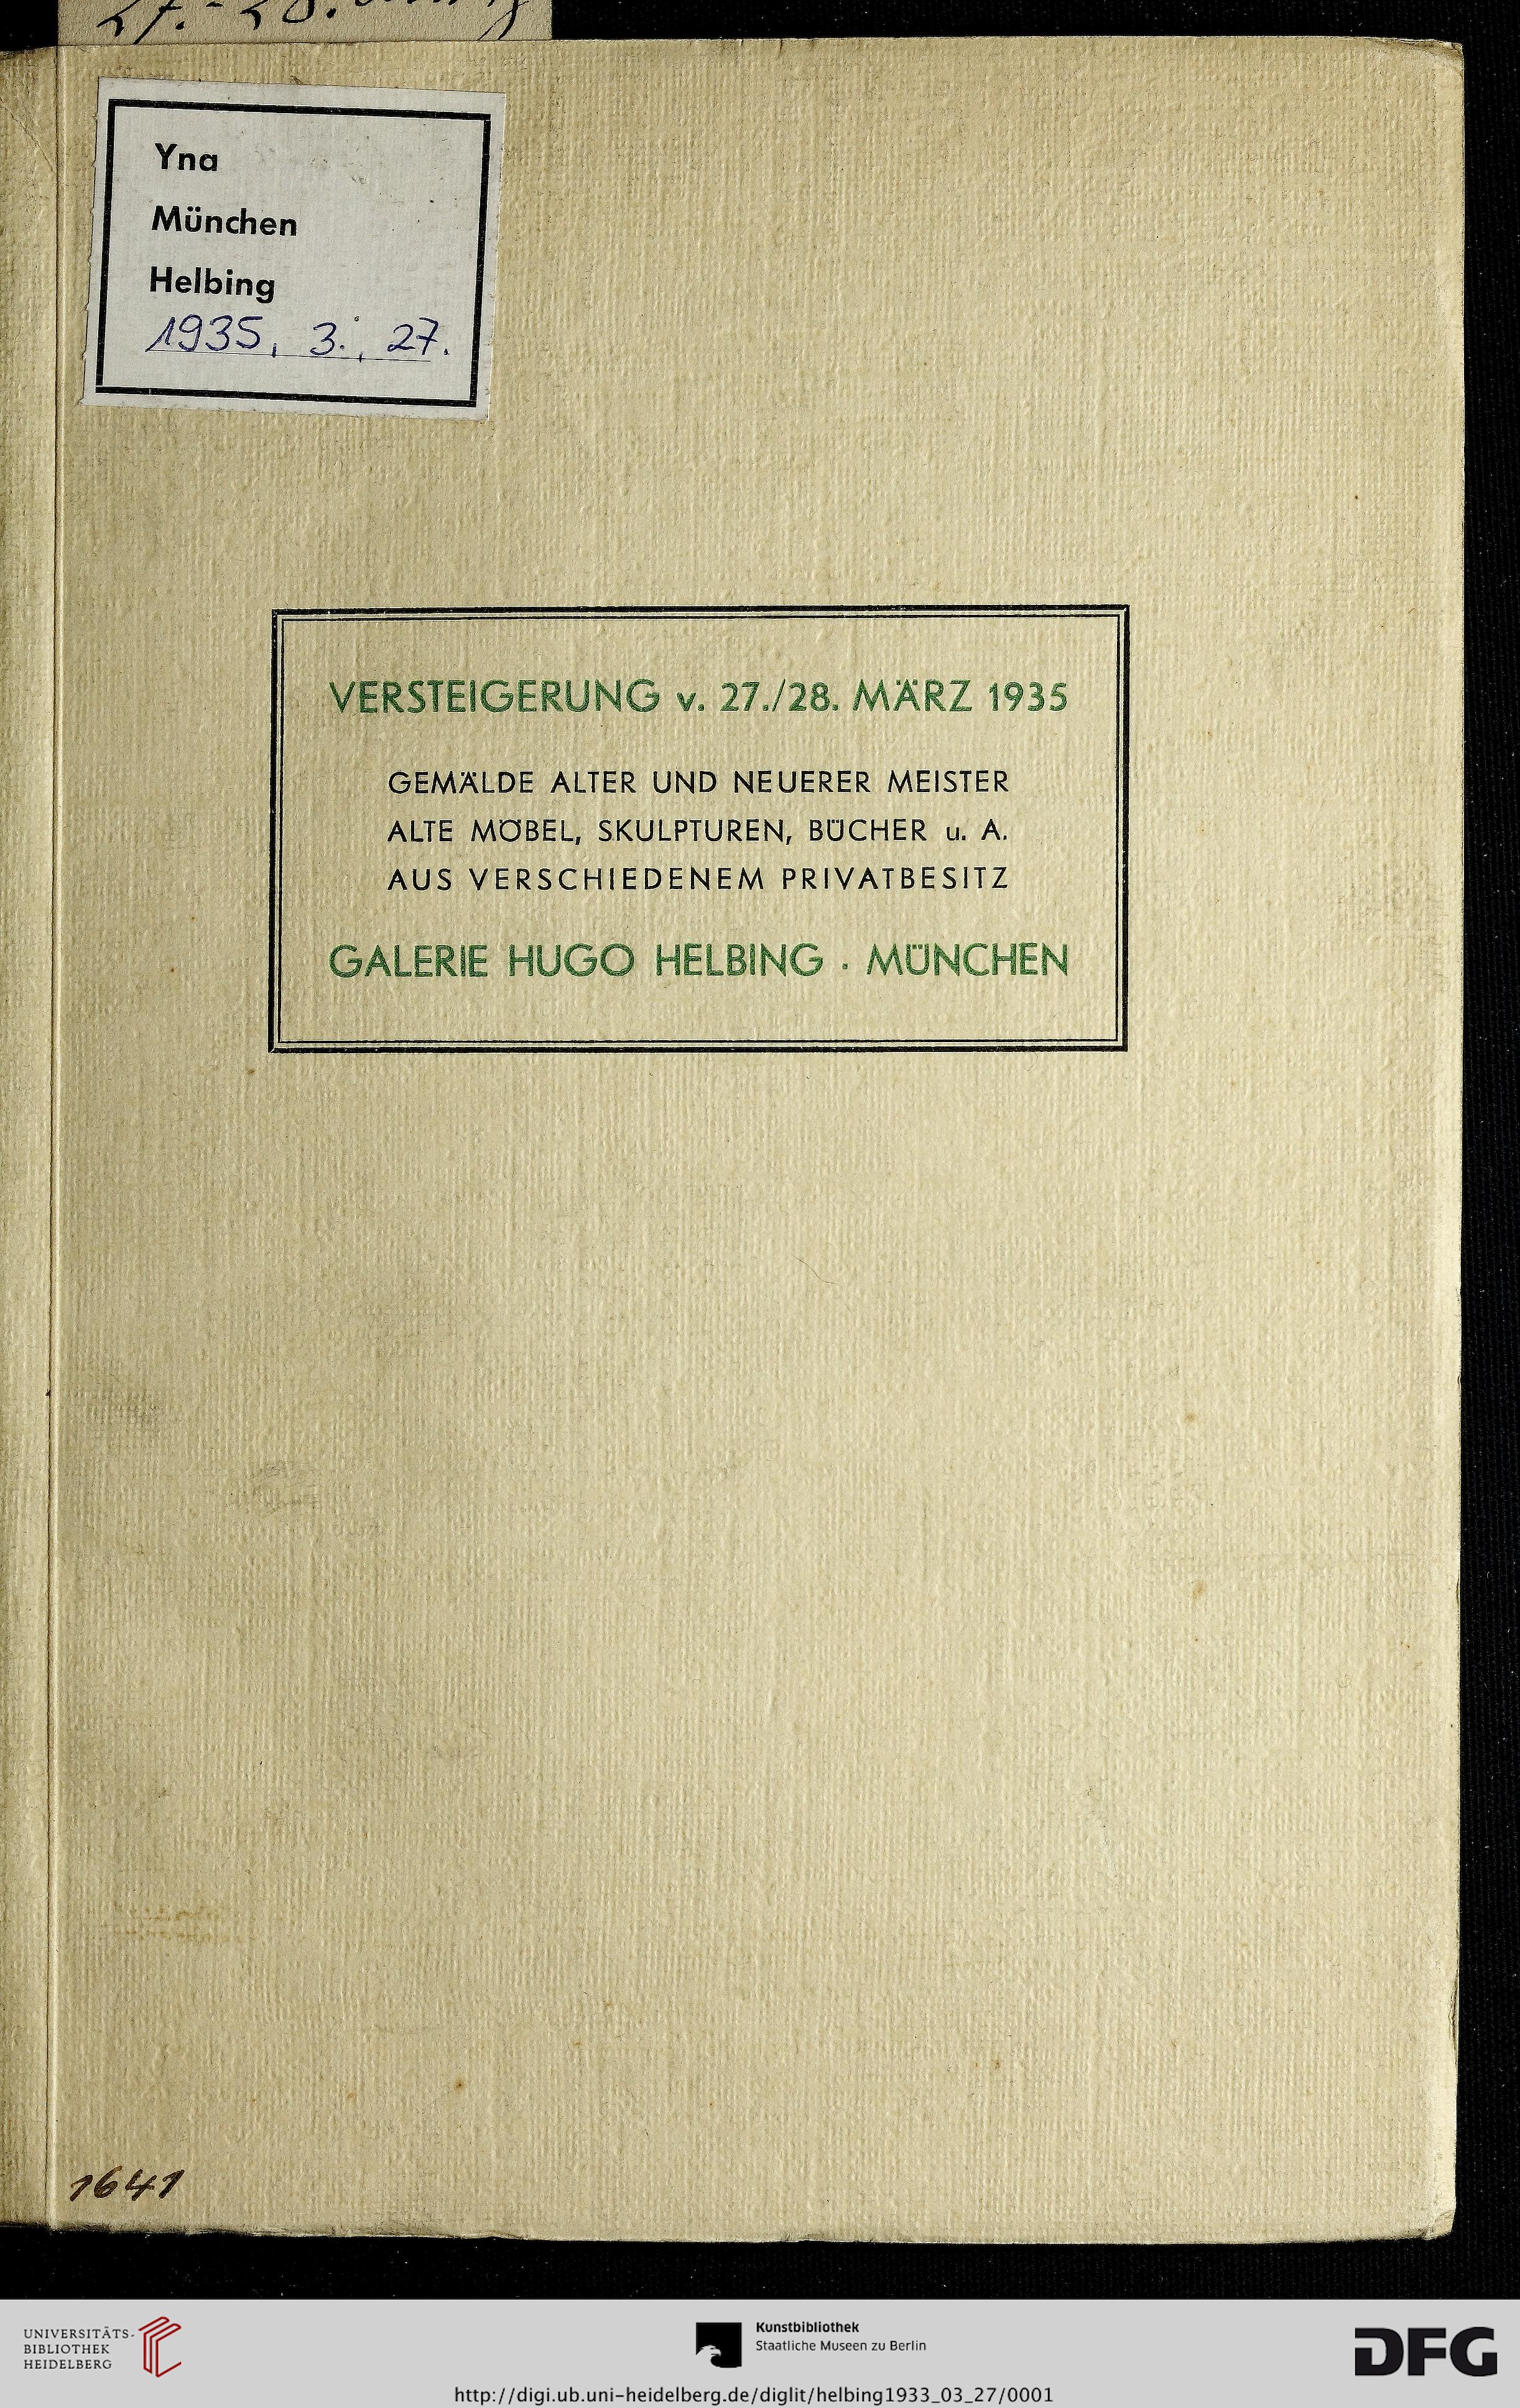 27.-28.
Yna
München
Helbing
1935, 3., 27.
VERSTEIGERUNG v. 27./28. MÄRZ 1935
GEMÄLDE ALTER UND NEUERER MEISTER
ALTE MÖBEL, SKULPTUREN, BÜCHER u. A.
AUS VERSCHIEDENEM PRIVATBESITZ
GALERIE HUGO HELBING . MÜNCHEN
1641
UNIVERSITÄTS-
BIBLIOTHEK
HEIDELBERG
Kunstbibliothek
Staatliche Museen zu Berlin
DFG
http://digi.ub.uni-heidelberg.de/diglit/helbing1933_03_27/0001